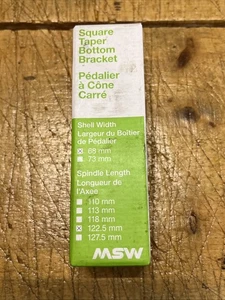 Square
Taper
Bottom
Bracket
Pédalier
à Cône
Carré
Shell Width
Largeur du Boîtier
de Pédalier
68 mm
73 mm
Spindle Length
Longueur de
l'Axee
110 mm
113 mm
118 mm
122.5 mm
127.5 mm
MSW